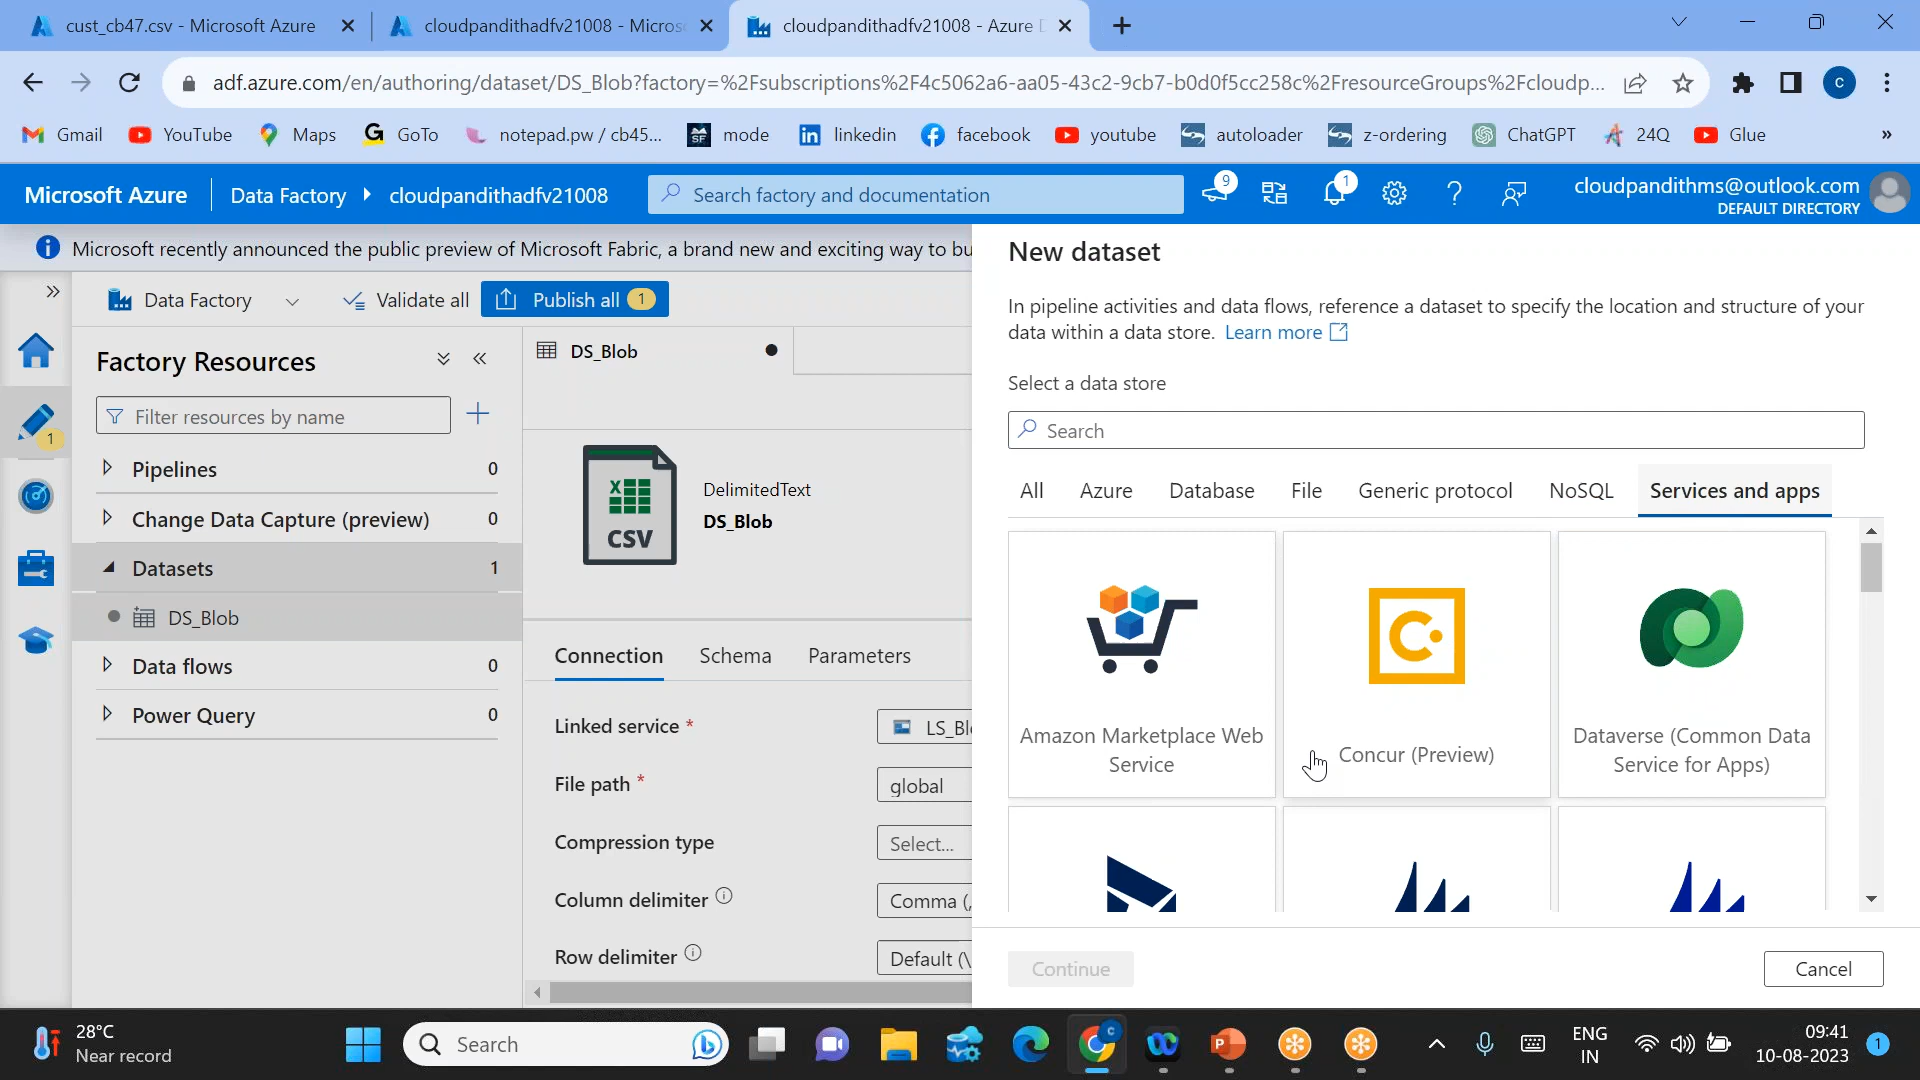 cust_cb47.csv - Microsoft Azure
cloudpandithadfv21008 - Micros
cloudpandithadfv21008 - Azure D
adf.azure.com/en/authoring/dataset/DS_Blob?factory=%2Fsubscriptions%2F4c5062a6-aa05-43c2-9cb7-b0d0f5cc258c%2FresourceGroups%2Fcloudp...
C
Gmail
YouTube
Maps
GoTo
notepad.pw / cb45...
mode
linkedin
facebook
youtube
autoloader
z-ordering
ChatGPT
24Q
Glue
»
Microsoft Azure
Data Factory
cloudpandithadfv21008
Search factory and documentation
9
1
cloudpandithms@outlook.com
DEFAULT DIRECTORY
Microsoft recently announced the public preview of Microsoft Fabric, a brand new and exciting way to bu
Data Factory
Validate all
Publish all 1
Factory Resources
Filter resources by name
1
Pipelines 0
Change Data Capture (preview) 0
Datasets 1
DS_Blob
Data flows 0
Power Query 0
DS_Blob
CSV
DelimitedText
DS_Blob
Connection
Schema
Parameters
Linked service *
LS_Bl
File path *
global
Compression type
Select...
Column delimiter
Comma (,
Row delimiter
Default (\
New dataset
In pipeline activities and data flows, reference a dataset to specify the location and structure of your
data within a data store. Learn more
Select a data store
Search
All
Azure
Database
File
Generic protocol
NoSQL
Services and apps
Amazon Marketplace Web
Service
Concur (Preview)
Dataverse (Common Data
Service for Apps)
Continue
Cancel
28°C
Near record
Search
ENG
IN
09:41
10-08-2023
1